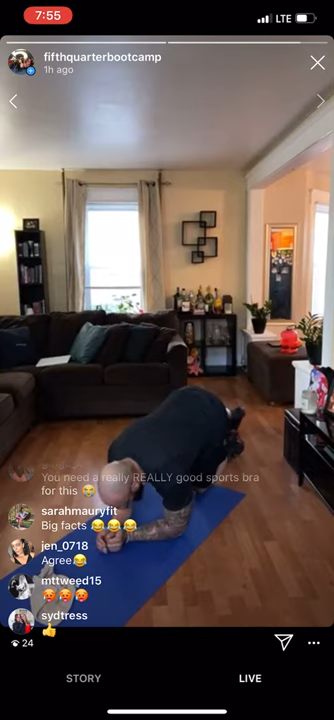 7:55
LTE
fifthquarterbootcamp
1h ago
You need a really REALLY good sports bra
for this 😭
sarahmauryfit
Big facts 😂😂😂
jen_0718
Agree😂
mttweed15
🥵🥵🥵
sydtress
👍
24
STORY
LIVE